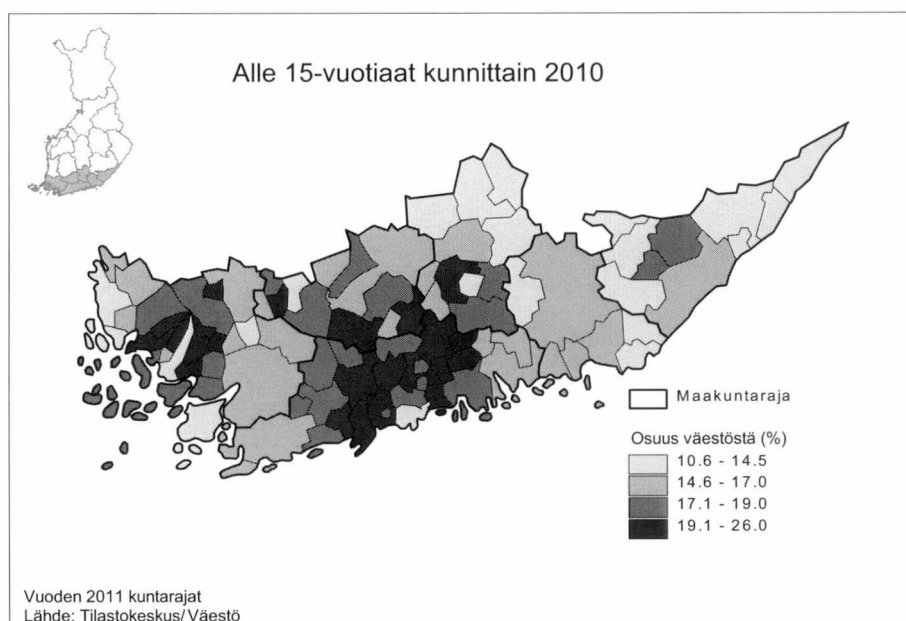 Alle 15-vuotiaat kunnittain 2010
Maakuntaraja
Osuus väestöstä (%)
10.6 - 14.5
14.6 - 17.0
17.1 - 19.0
19.1 - 26.0
Vuoden 2011 kuntarajat
Lähde: Tilastokeskus/Väestö